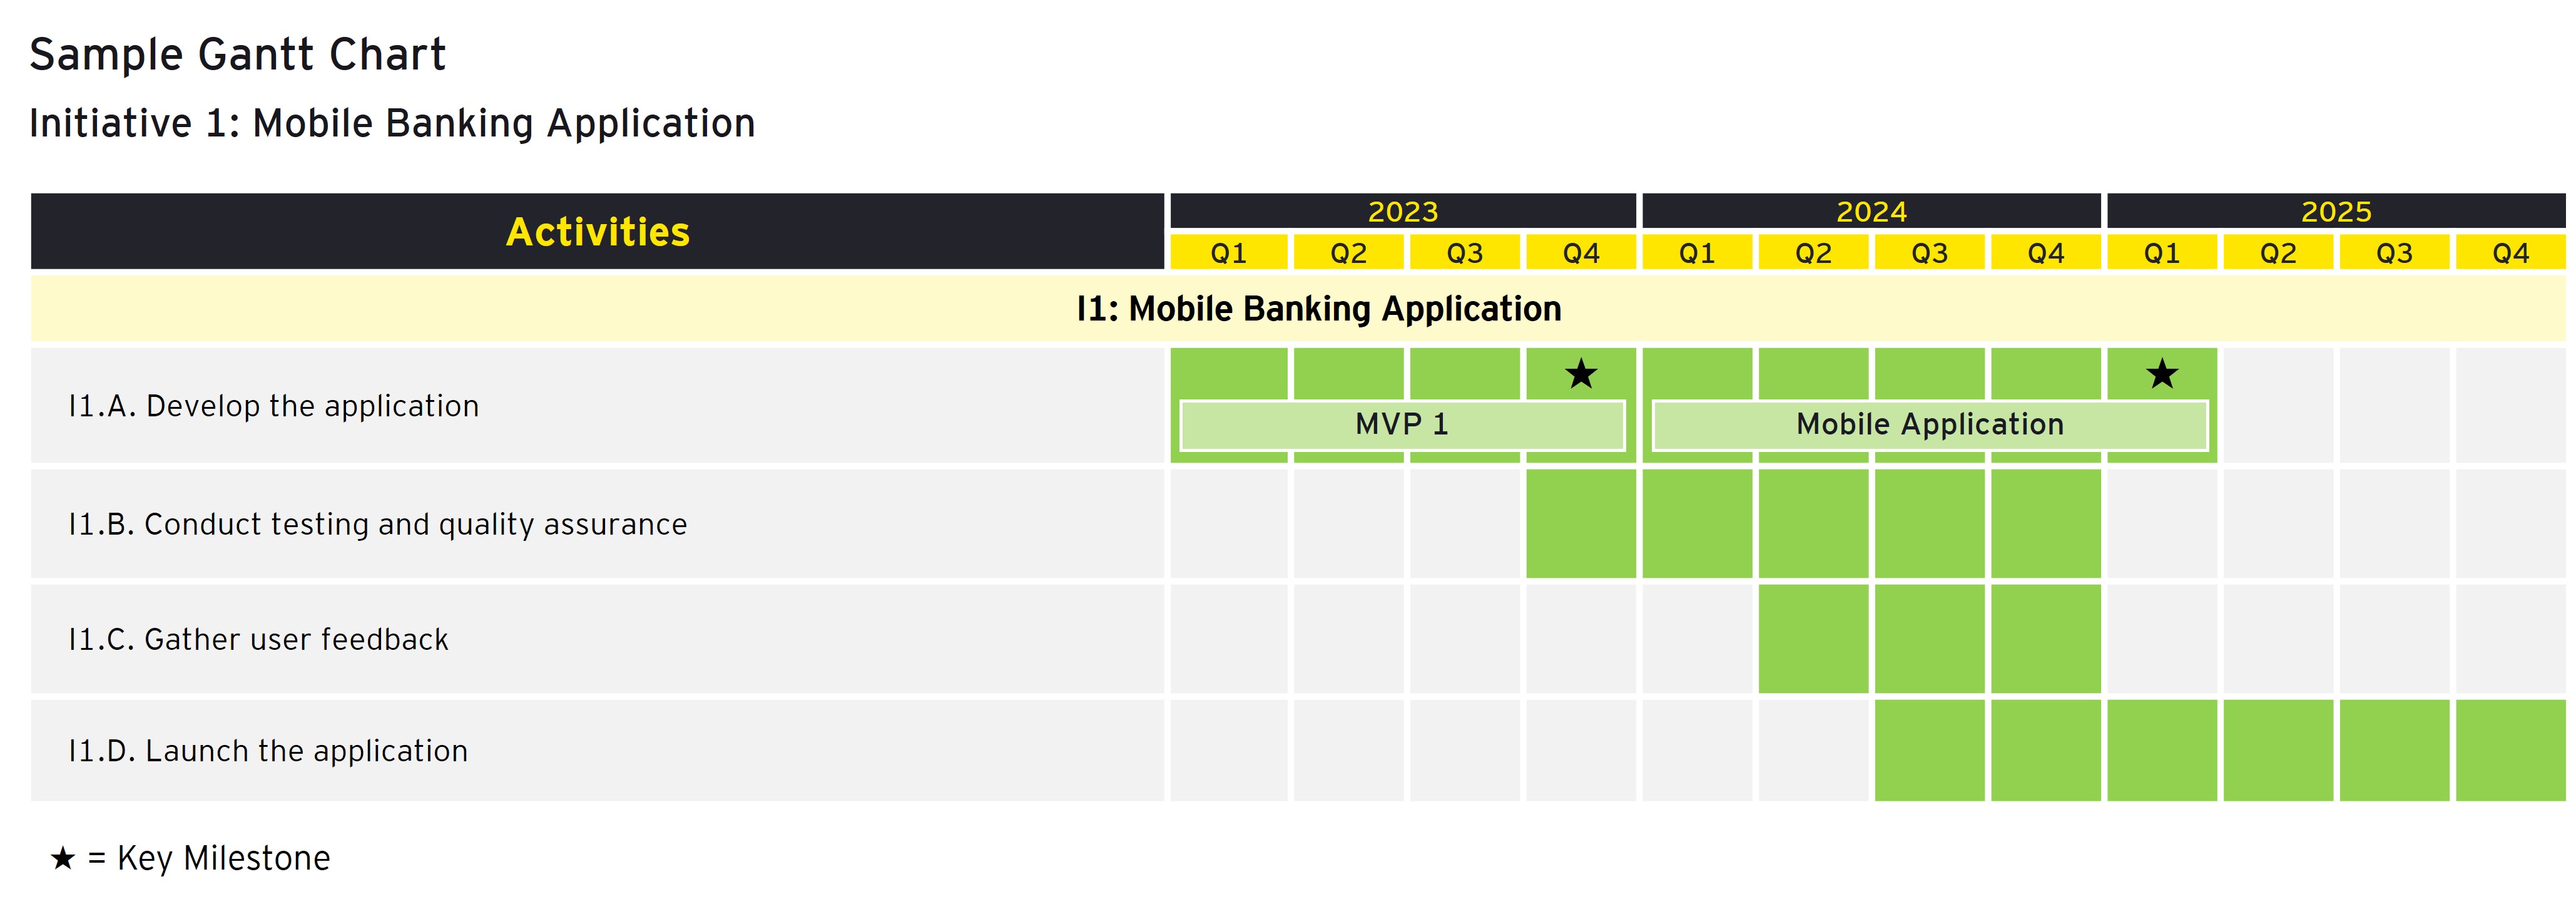 Sample Gantt Chart
Initiative 1: Mobile Banking Application
Activities
2023 2024 2025
Q1 Q2 Q3 Q4 Q1 Q2 Q3 Q4 Q1 Q2 Q3 Q4
I1: Mobile Banking Application
I1.A. Develop the application
★ ★
MVP 1 Mobile Application
I1.B. Conduct testing and quality assurance
I1.C. Gather user feedback
I1.D. Launch the application
★ = Key Milestone